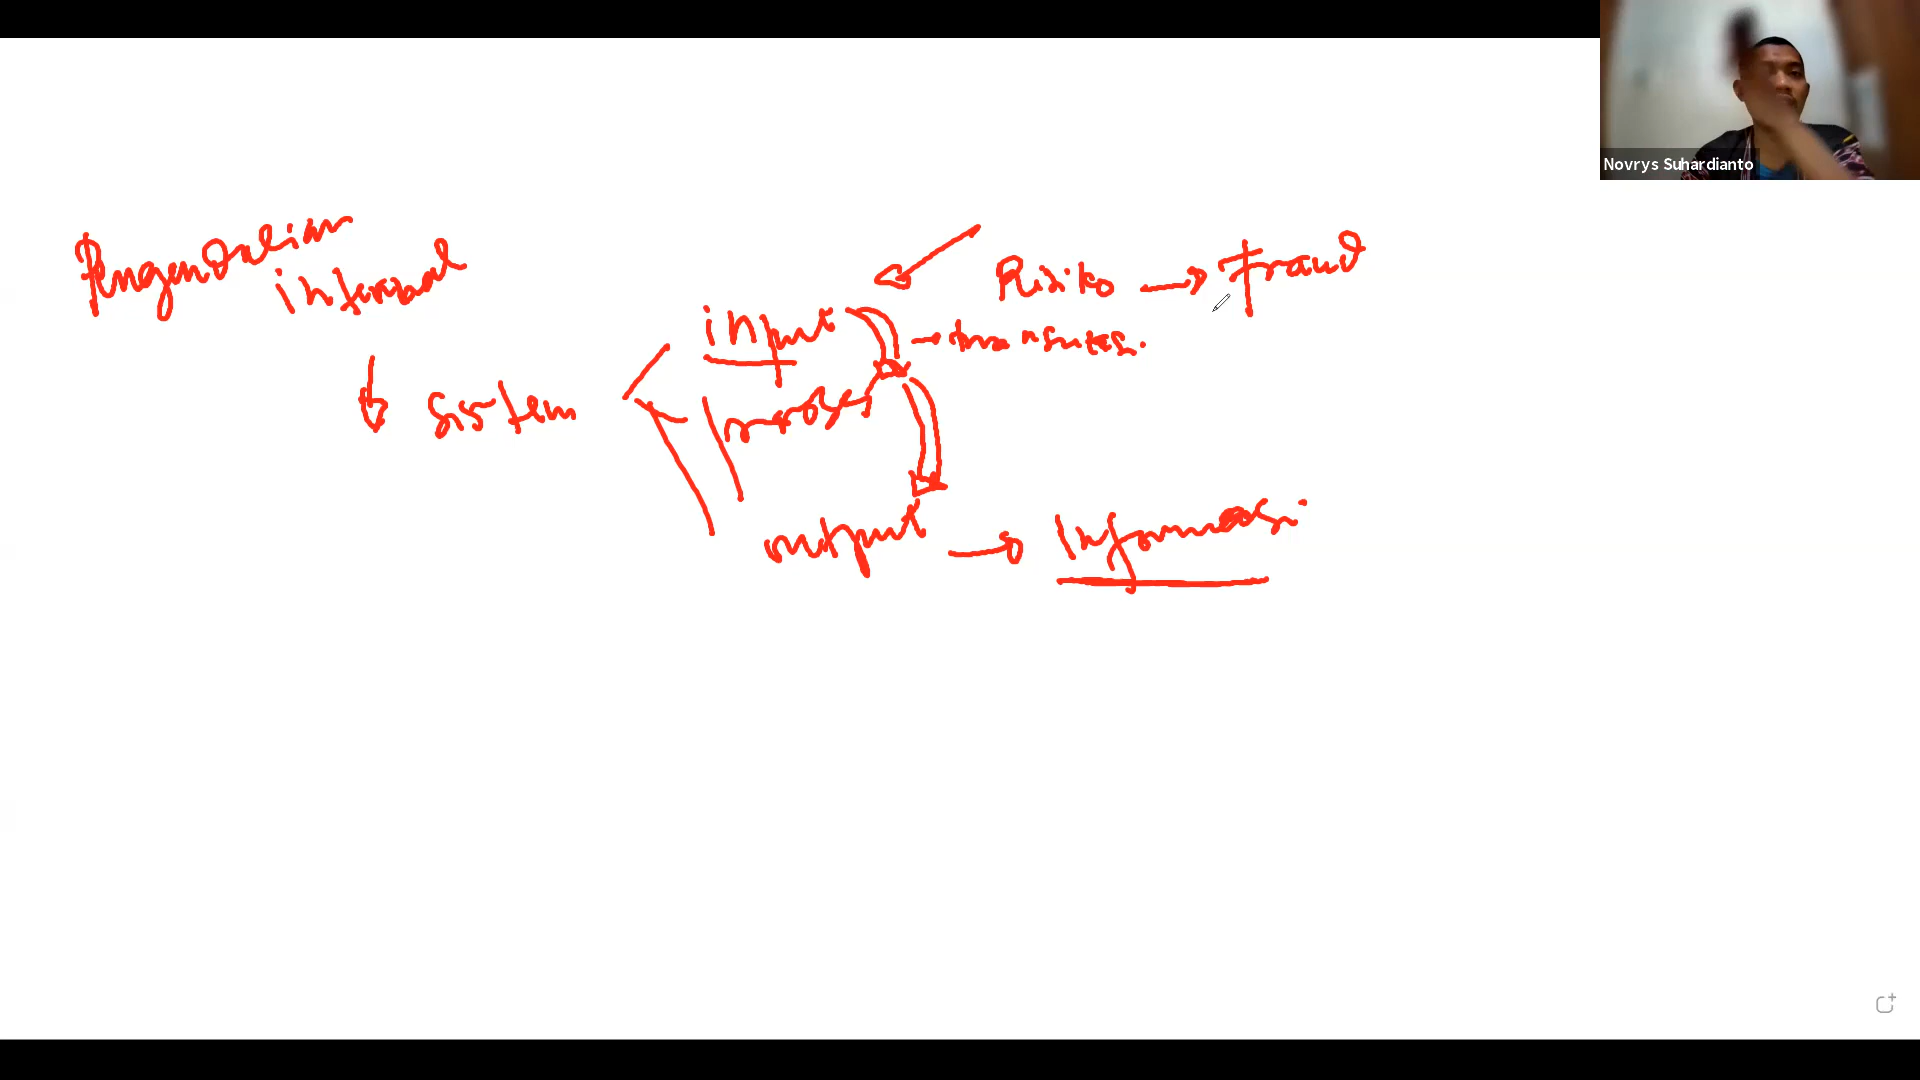 Novrys Suhardianto
Pengendalian
internal
Risiko → Fraud
input
→ transaksi.
sistem
proses
output → Informasi